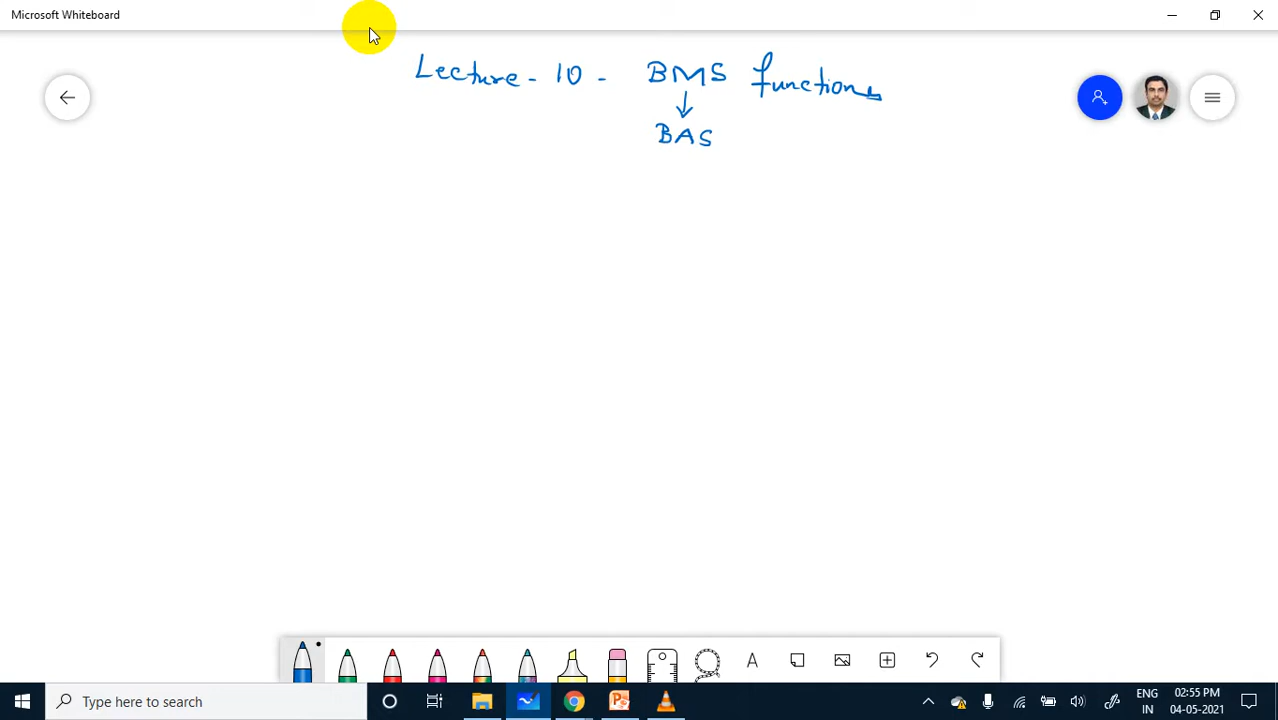 Microsoft Whiteboard
Lecture - 10 - BMS functions
BAS
A
Type here to search
ENG
IN
02:55 PM
04-05-2021